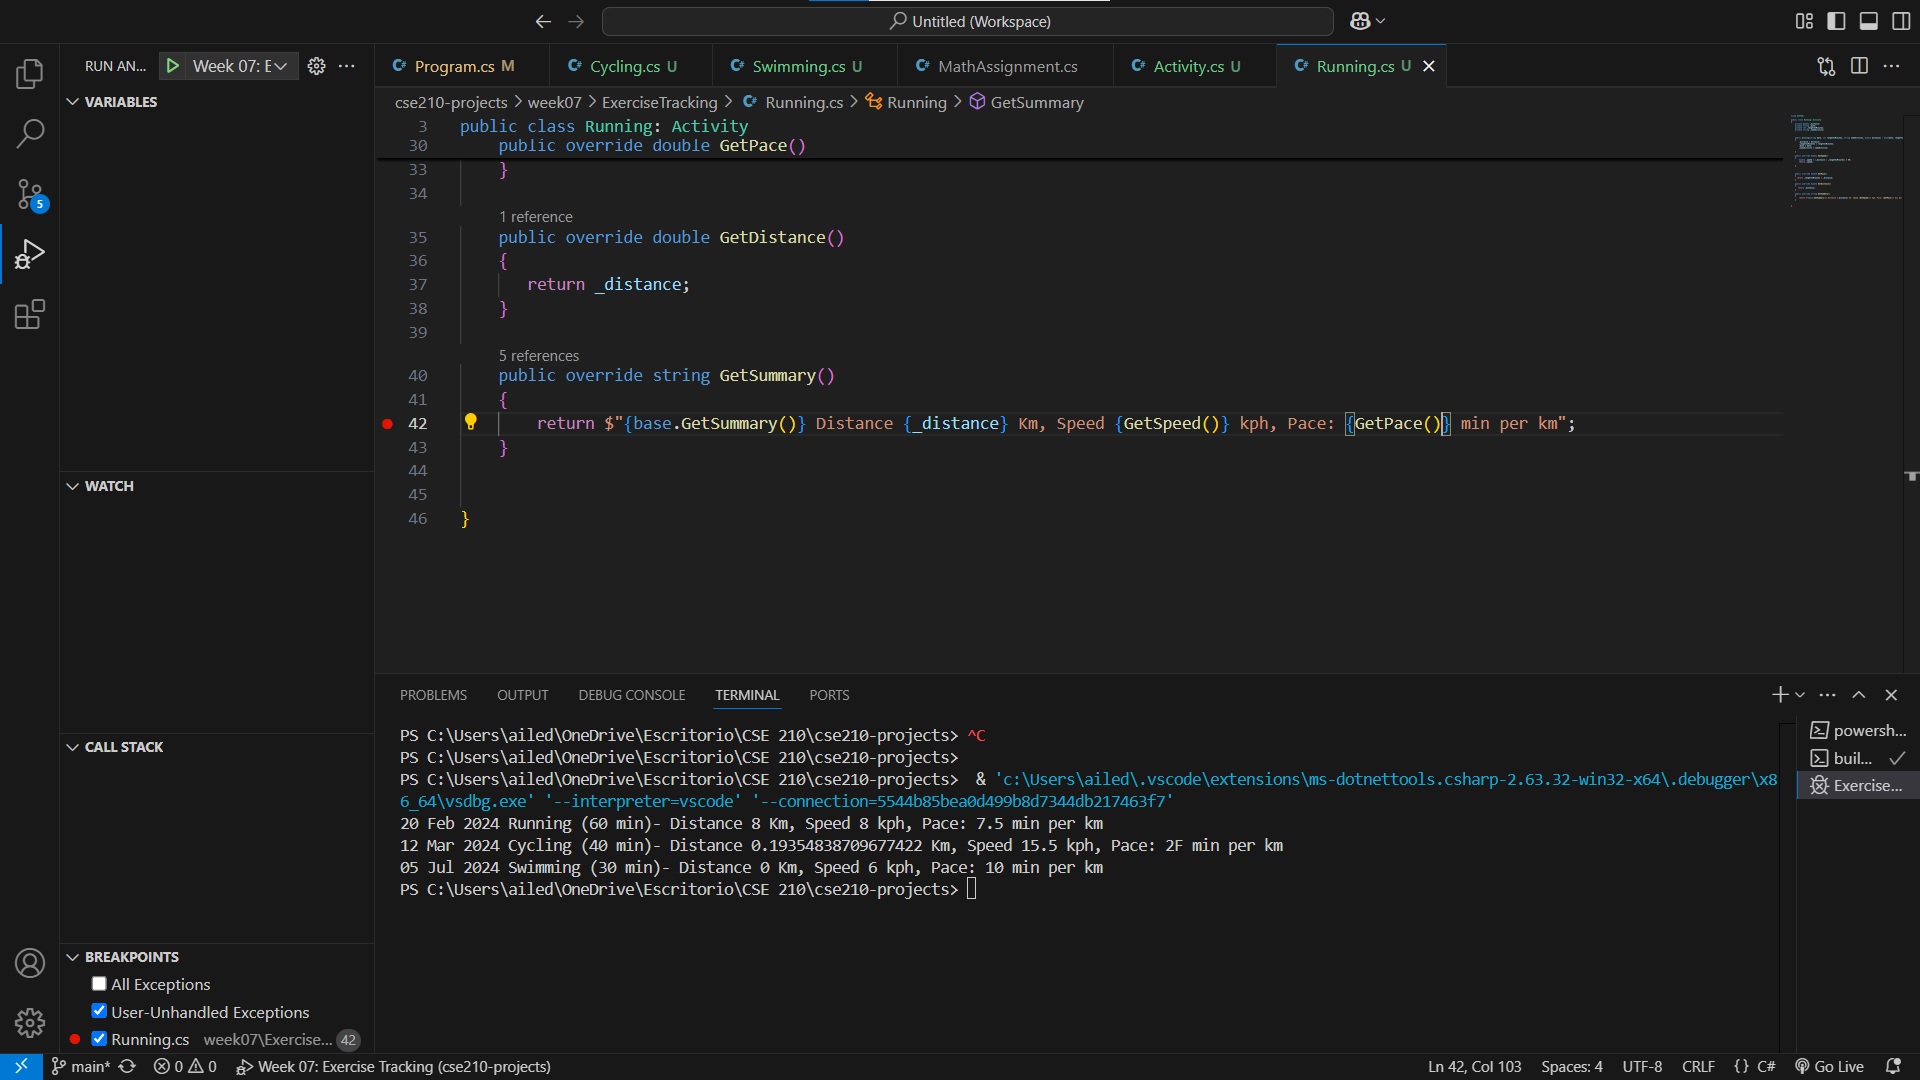 Untitled (Workspace)
RUN AN...
Week 07: E
Program.cs M
Cycling.cs U
Swimming.cs U
MathAssignment.cs
Activity.cs U
Running.cs U
VARIABLES
cse210-projects > week07 > ExerciseTracking > Running.cs > Running > GetSummary
3 public class Running: Activity
30 public override double GetPace()
33 }
34
1 reference
35 public override double GetDistance()
36 {
37 return _distance;
38 }
39
5 references
40 public override string GetSummary()
41 {
42 return $"{base.GetSummary()} Distance {_distance} Km, Speed {GetSpeed()} kph, Pace: {GetPace()} min per km";
43 }
44
45
46 }
5
WATCH
CALL STACK
BREAKPOINTS
All Exceptions
User-Unhandled Exceptions
Running.cs week07\Exercise... 42
PROBLEMS OUTPUT DEBUG CONSOLE TERMINAL PORTS
PS C:\Users\ailed\OneDrive\Escritorio\CSE 210\cse210-projects> ^C
PS C:\Users\ailed\OneDrive\Escritorio\CSE 210\cse210-projects>
PS C:\Users\ailed\OneDrive\Escritorio\CSE 210\cse210-projects> & 'c:\Users\ailed\.vscode\extensions\ms-dotnettools.csharp-2.63.32-win32-x64\.debugger\x8
6_64\vsdbg.exe' '--interpreter=vscode' '--connection=5544b85bea0d499b8d7344db217463f7'
20 Feb 2024 Running (60 min)- Distance 8 Km, Speed 8 kph, Pace: 7.5 min per km
12 Mar 2024 Cycling (40 min)- Distance 0.19354838709677422 Km, Speed 15.5 kph, Pace: 2F min per km
05 Jul 2024 Swimming (30 min)- Distance 0 Km, Speed 6 kph, Pace: 10 min per km
PS C:\Users\ailed\OneDrive\Escritorio\CSE 210\cse210-projects>
powersh...
buil...
Exercise...
main* 0 0 Week 07: Exercise Tracking (cse210-projects)
Ln 42, Col 103 Spaces: 4 UTF-8 CRLF {} C# Go Live